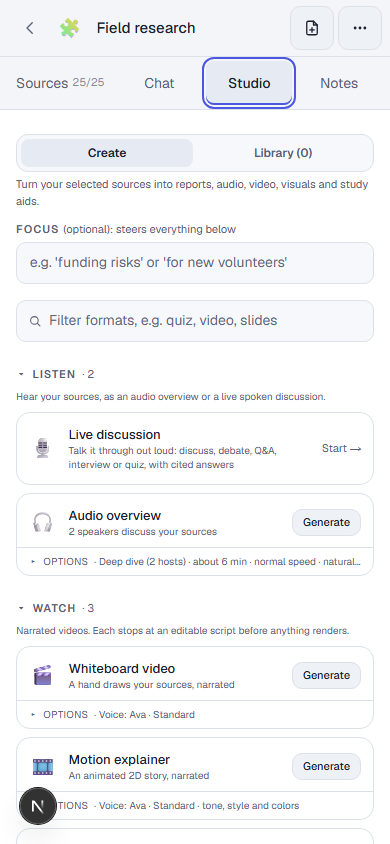 Field research
Sources 25/25
Chat
Studio
Notes
Create
Library (0)
Turn your selected sources into reports, audio, video, visuals and study
aids.
FOCUS (optional): steers everything below
e.g. 'funding risks' or 'for new volunteers'
Filter formats, e.g. quiz, video, slides
LISTEN · 2
Hear your sources, as an audio overview or a live spoken discussion.
Live discussion
Talk it through out loud: discuss, debate, Q&A,
interview or quiz, with cited answers
Start →
Audio overview
2 speakers discuss your sources
Generate
OPTIONS · Deep dive (2 hosts) · about 6 min · normal speed · natural...
WATCH · 3
Narrated videos. Each stops at an editable script before anything renders.
Whiteboard video
A hand draws your sources, narrated
Generate
OPTIONS · Voice: Ava · Standard
Motion explainer
An animated 2D story, narrated
Generate
N
TIONS · Voice: Ava · Standard · tone, style and colors